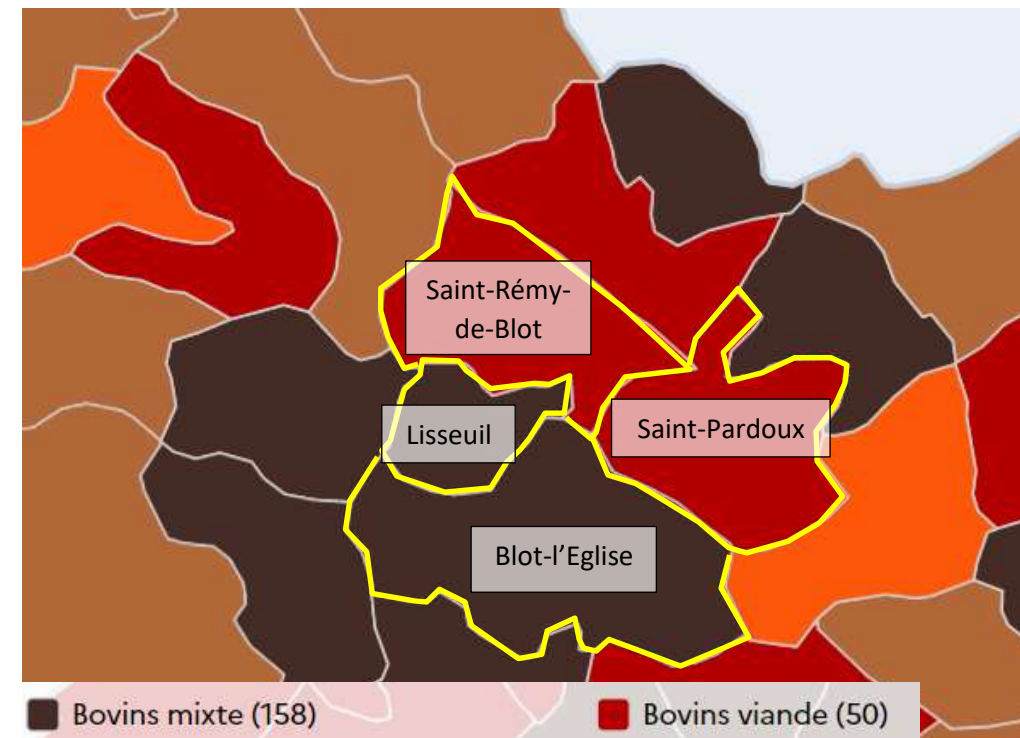 Saint-Rémy-
de-Blot
Lisseuil
Saint-Pardoux
Blot-l’Eglise
Bovins mixte (158)
Bovins viande (50)